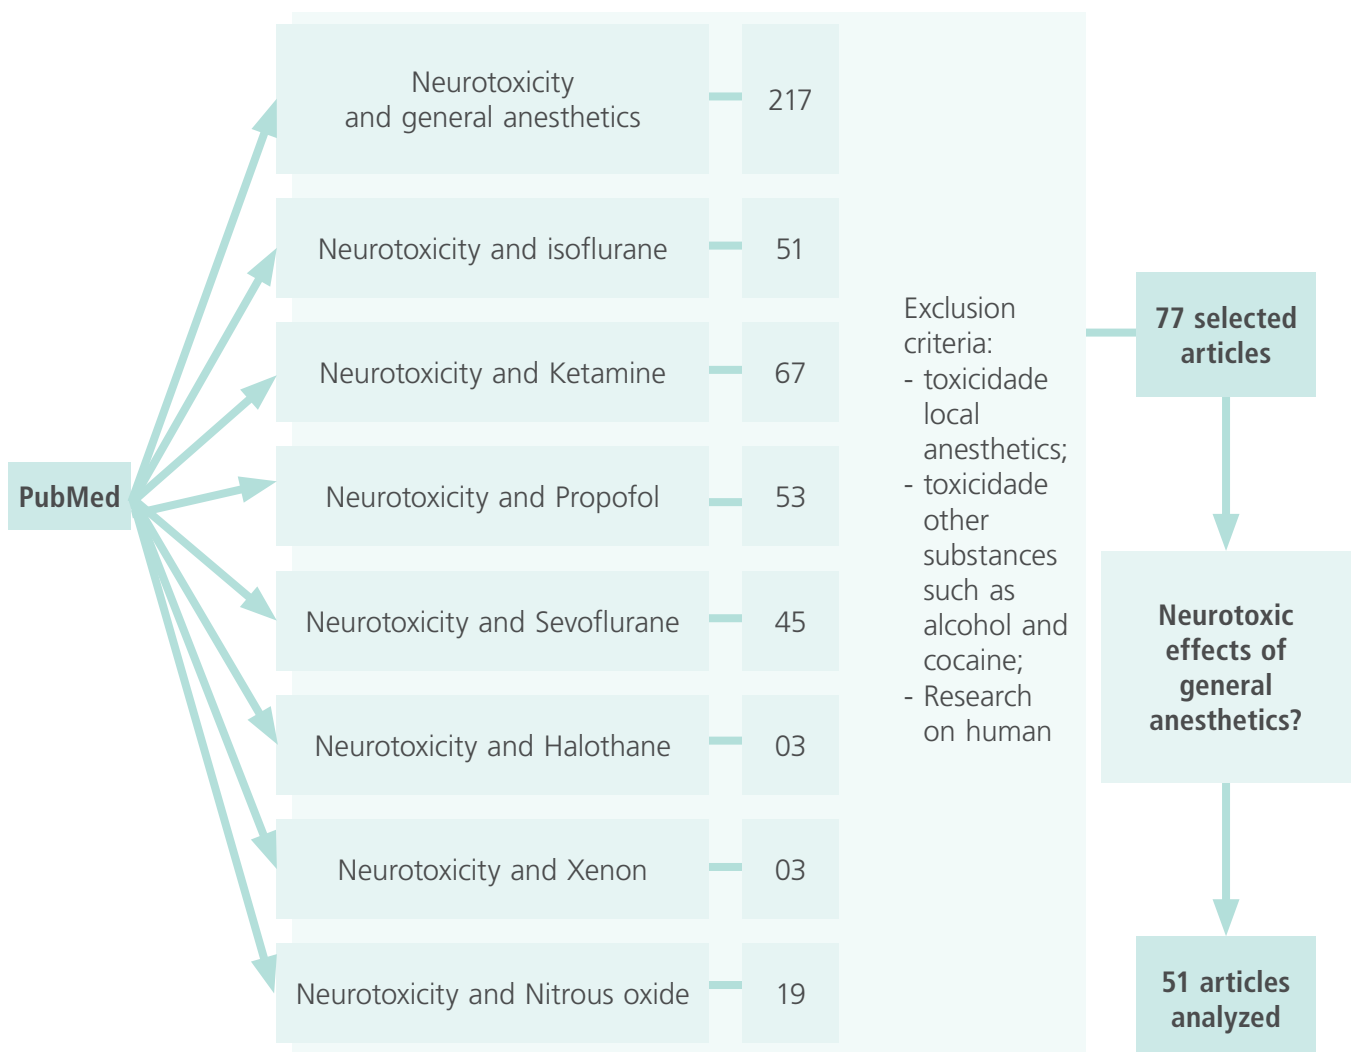 PubMed
Neurotoxicity
and general anesthetics
217
Neurotoxicity and isoflurane
51
Neurotoxicity and Ketamine
67
Neurotoxicity and Propofol
53
Neurotoxicity and Sevoflurane
45
Neurotoxicity and Halothane
03
Neurotoxicity and Xenon
03
Neurotoxicity and Nitrous oxide
19
Exclusion
criteria:
- toxicidade
local
anesthetics;
- toxicidade
other
substances
such as
alcohol and
cocaine;
- Research
on human
77 selected
articles
Neurotoxic
effects of
general
anesthetics?
51 articles
analyzed